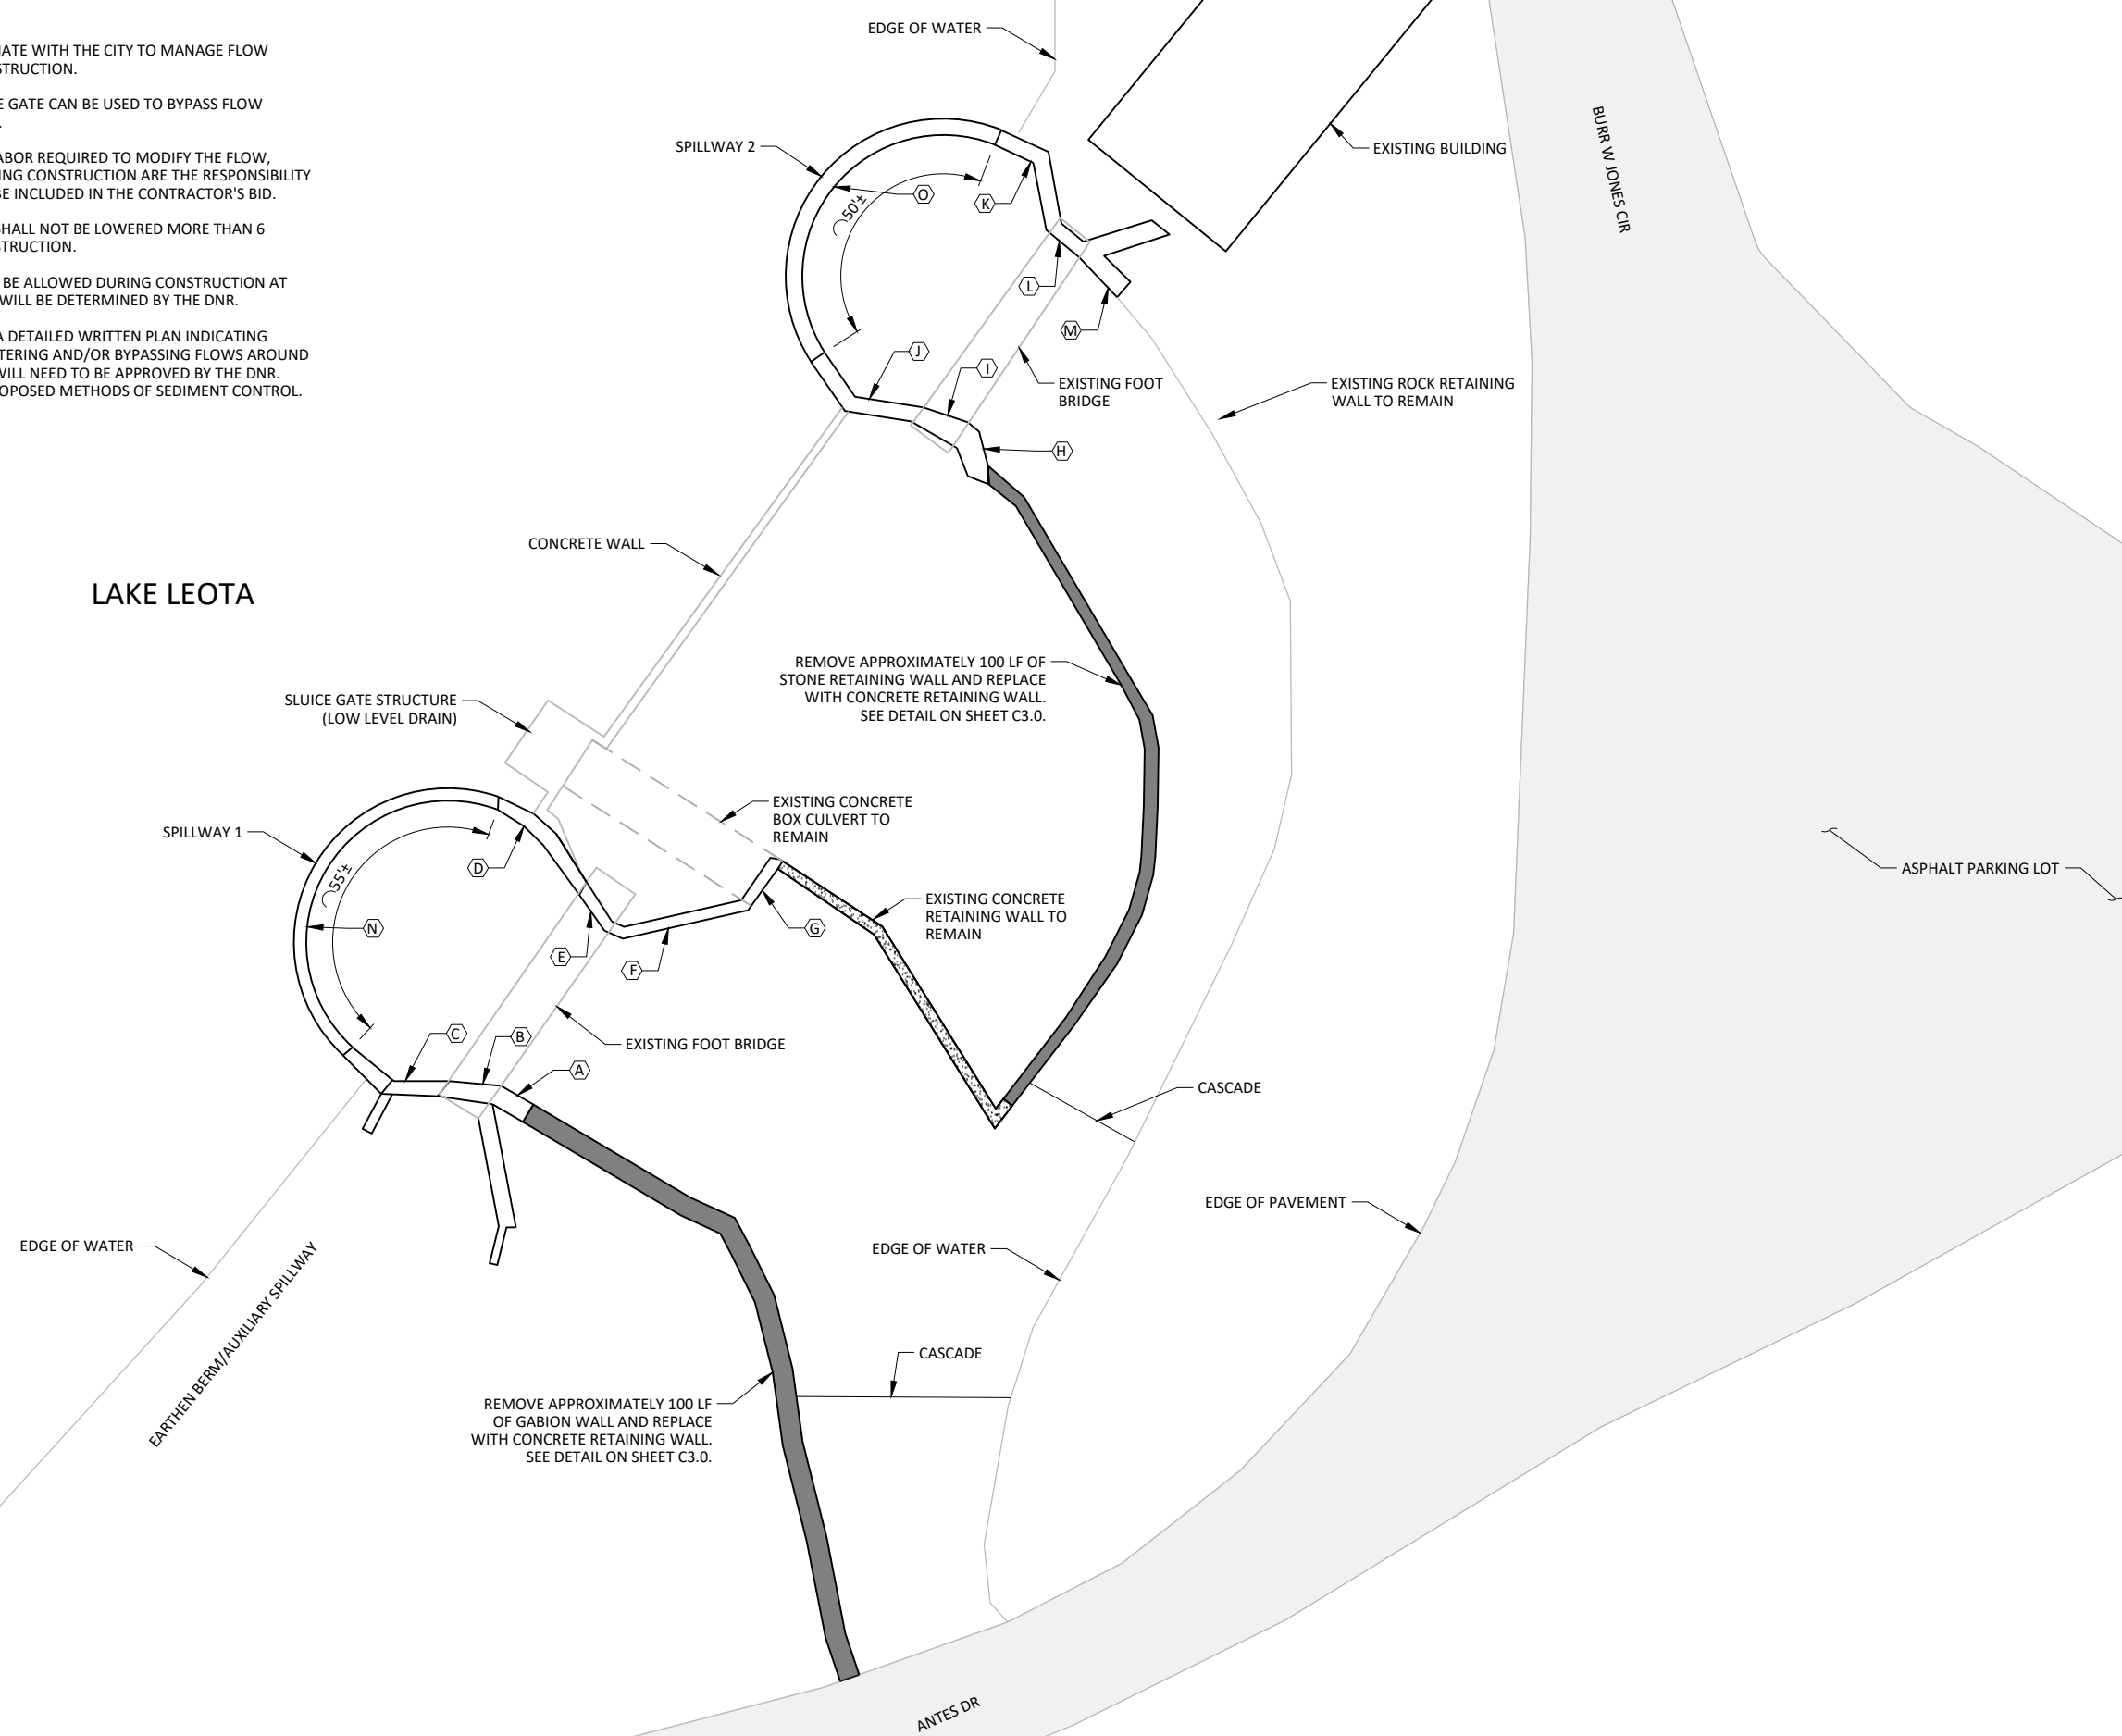 IATE WITH THE CITY TO MANAGE FLOW
STRUCTION.
E GATE CAN BE USED TO BYPASS FLOW
.
ABOR REQUIRED TO MODIFY THE FLOW,
ING CONSTRUCTION ARE THE RESPONSIBILITY
BE INCLUDED IN THE CONTRACTOR'S BID.
SHALL NOT BE LOWERED MORE THAN 6
STRUCTION.
BE ALLOWED DURING CONSTRUCTION AT
WILL BE DETERMINED BY THE DNR.
A DETAILED WRITTEN PLAN INDICATING
TERING AND/OR BYPASSING FLOWS AROUND
WILL NEED TO BE APPROVED BY THE DNR.
OPOSED METHODS OF SEDIMENT CONTROL.
EDGE OF WATER
SPILLWAY 2
EXISTING BUILDING
BURR W JONES CIR
O
K
50'±
L
M
J
I
H
EXISTING FOOT
BRIDGE
EXISTING ROCK RETAINING
WALL TO REMAIN
CONCRETE WALL
LAKE LEOTA
REMOVE APPROXIMATELY 100 LF OF
STONE RETAINING WALL AND REPLACE
WITH CONCRETE RETAINING WALL.
SEE DETAIL ON SHEET C3.0.
SLUICE GATE STRUCTURE
(LOW LEVEL DRAIN)
EXISTING CONCRETE
BOX CULVERT TO
REMAIN
SPILLWAY 1
D
55'±
N
E
F
G
EXISTING CONCRETE
RETAINING WALL TO
REMAIN
ASPHALT PARKING LOT
C
B
A
EXISTING FOOT BRIDGE
CASCADE
EDGE OF PAVEMENT
EDGE OF WATER
EDGE OF WATER
EARTHEN BERM/AUXILIARY SPILLWAY
CASCADE
REMOVE APPROXIMATELY 100 LF
OF GABION WALL AND REPLACE
WITH CONCRETE RETAINING WALL.
SEE DETAIL ON SHEET C3.0.
ANTES DR